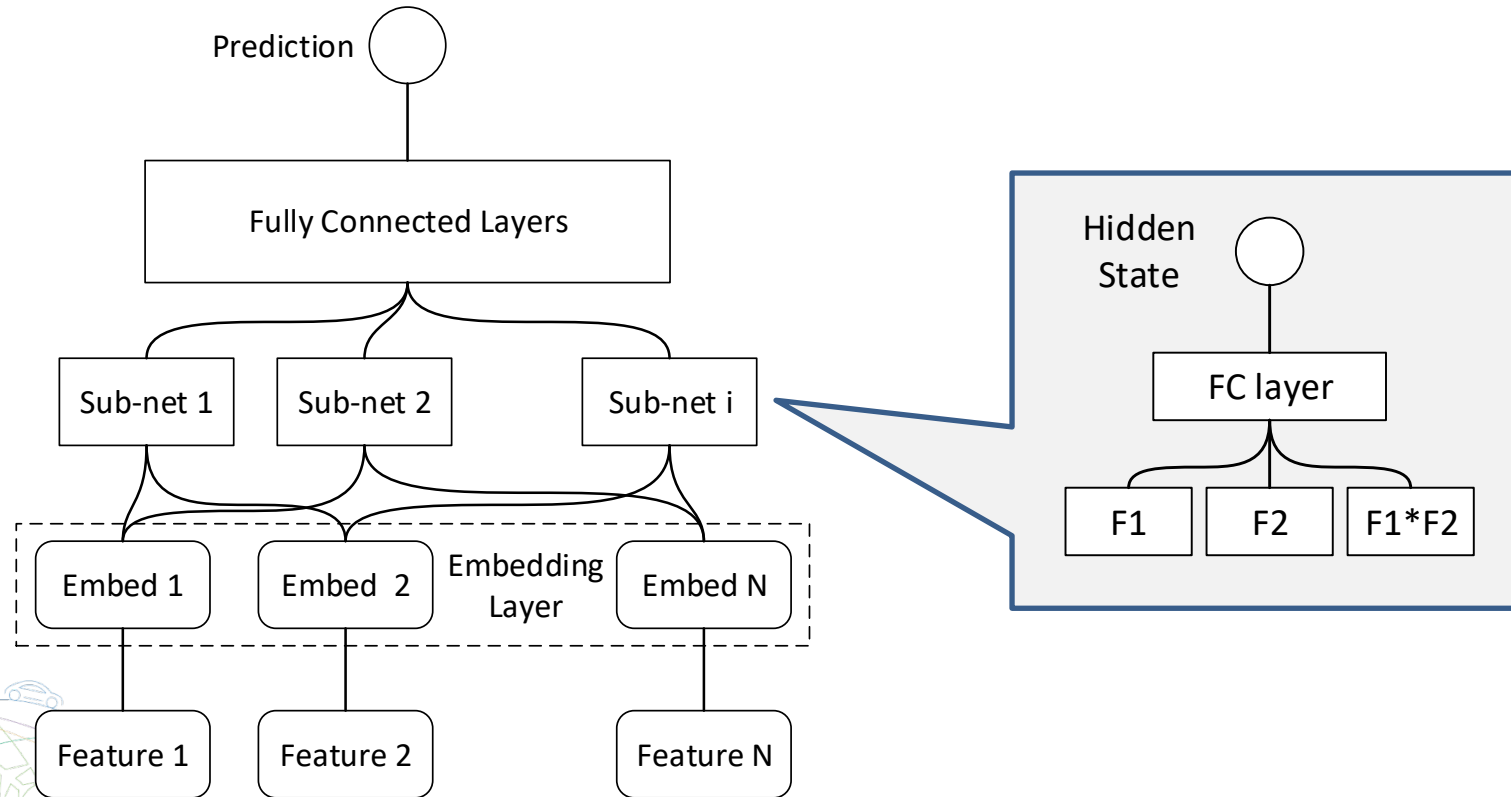 Prediction
Fully Connected Layers
Sub-net 1
Sub-net 2
Sub-net i
Embed 1
Embed 2
Embedding
Layer
Embed N
Feature 1
Feature 2
Feature N
Hidden
State
FC layer
F1
F2
F1*F2